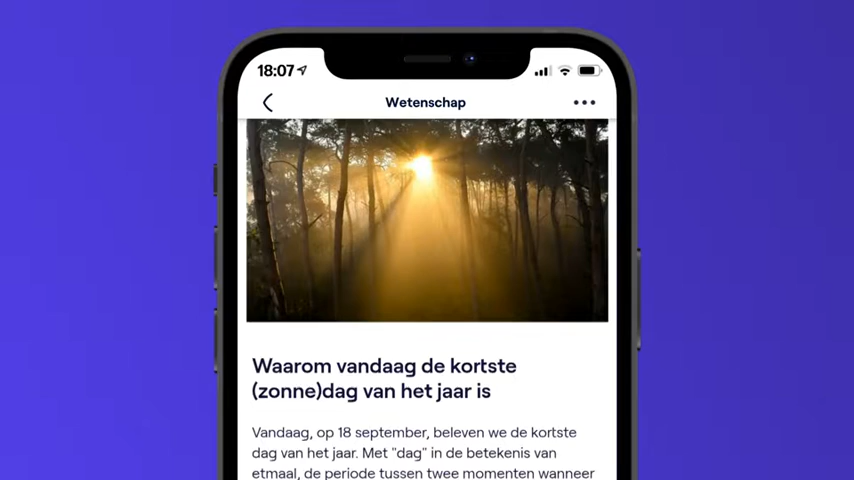 18:07
Wetenschap
Waarom vandaag de kortste
(zonne)dag van het jaar is
Vandaag, op 18 september, beleven we de kortste
dag van het jaar. Met "dag" in de betekenis van
etmaal, de periode tussen twee momenten wanneer